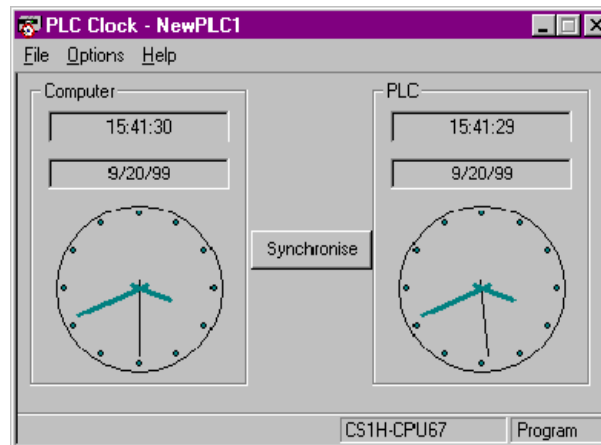 PLC Clock - NewPLC1
File Options Help
Computer
15:41:30
9/20/99
Synchronise
PLC
15:41:29
9/20/99
CS1H-CPU67 Program